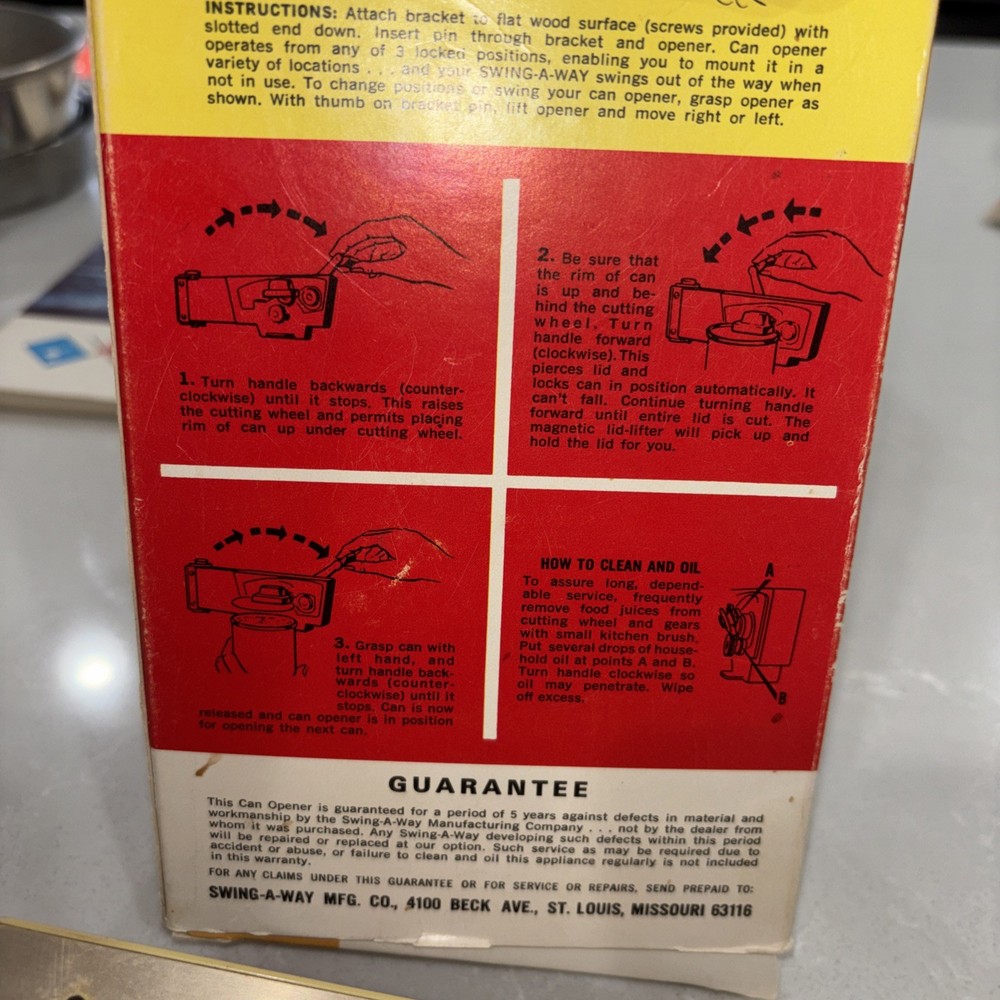 INSTRUCTIONS: Attach bracket to flat wood surface (screws provided) with
slotted end down. Insert pin through bracket and opener. Can opener
operates from any of 3 locked positions, enabling you to mount it in a
variety of locations . . . and your SWING-A-WAY swings out of the way when
not in use. To change positions or swing your can opener, grasp opener as
shown. With thumb on bracket pin, lift opener and move right or left.
1. Turn handle backwards (counter-
clockwise) until it stops. This raises
the cutting wheel and permits placing
rim of can up under cutting wheel.
2. Be sure that
the rim of can
is up and be-
hind the cutting
wheel. Turn
handle forward
(clockwise). This
pierces lid and
locks can in position automatically. It
can't fall. Continue turning handle
forward until entire lid is cut. The
magnetic lid-lifter will pick up and
hold the lid for you.
3. Grasp can with
left hand, and
turn handle back-
wards (counter-
clockwise) until it
stops. Can is now
released and can opener is in position
for opening the next can.
HOW TO CLEAN AND OIL
To assure long, depend-
able service, frequently
remove food juices from
cutting wheel and gears
with small kitchen brush.
Put several drops of house-
hold oil at points A and B.
Turn handle clockwise so
oil may penetrate. Wipe
off excess.
A
B
GUARANTEE
This Can Opener is guaranteed for a period of 5 years against defects in material and
workmanship by the Swing-A-Way Manufacturing Company . . . not by the dealer from
whom it was purchased. Any Swing-A-Way developing such defects within this period
will be repaired or replaced at our option. Such service as may be required due to
accident or abuse, or failure to clean and oil this appliance regularly is not included
in this warranty.
FOR ANY CLAIMS UNDER THIS GUARANTEE OR FOR SERVICE OR REPAIRS, SEND PREPAID TO:
SWING-A-WAY MFG. CO., 4100 BECK AVE., ST. LOUIS, MISSOURI 63116